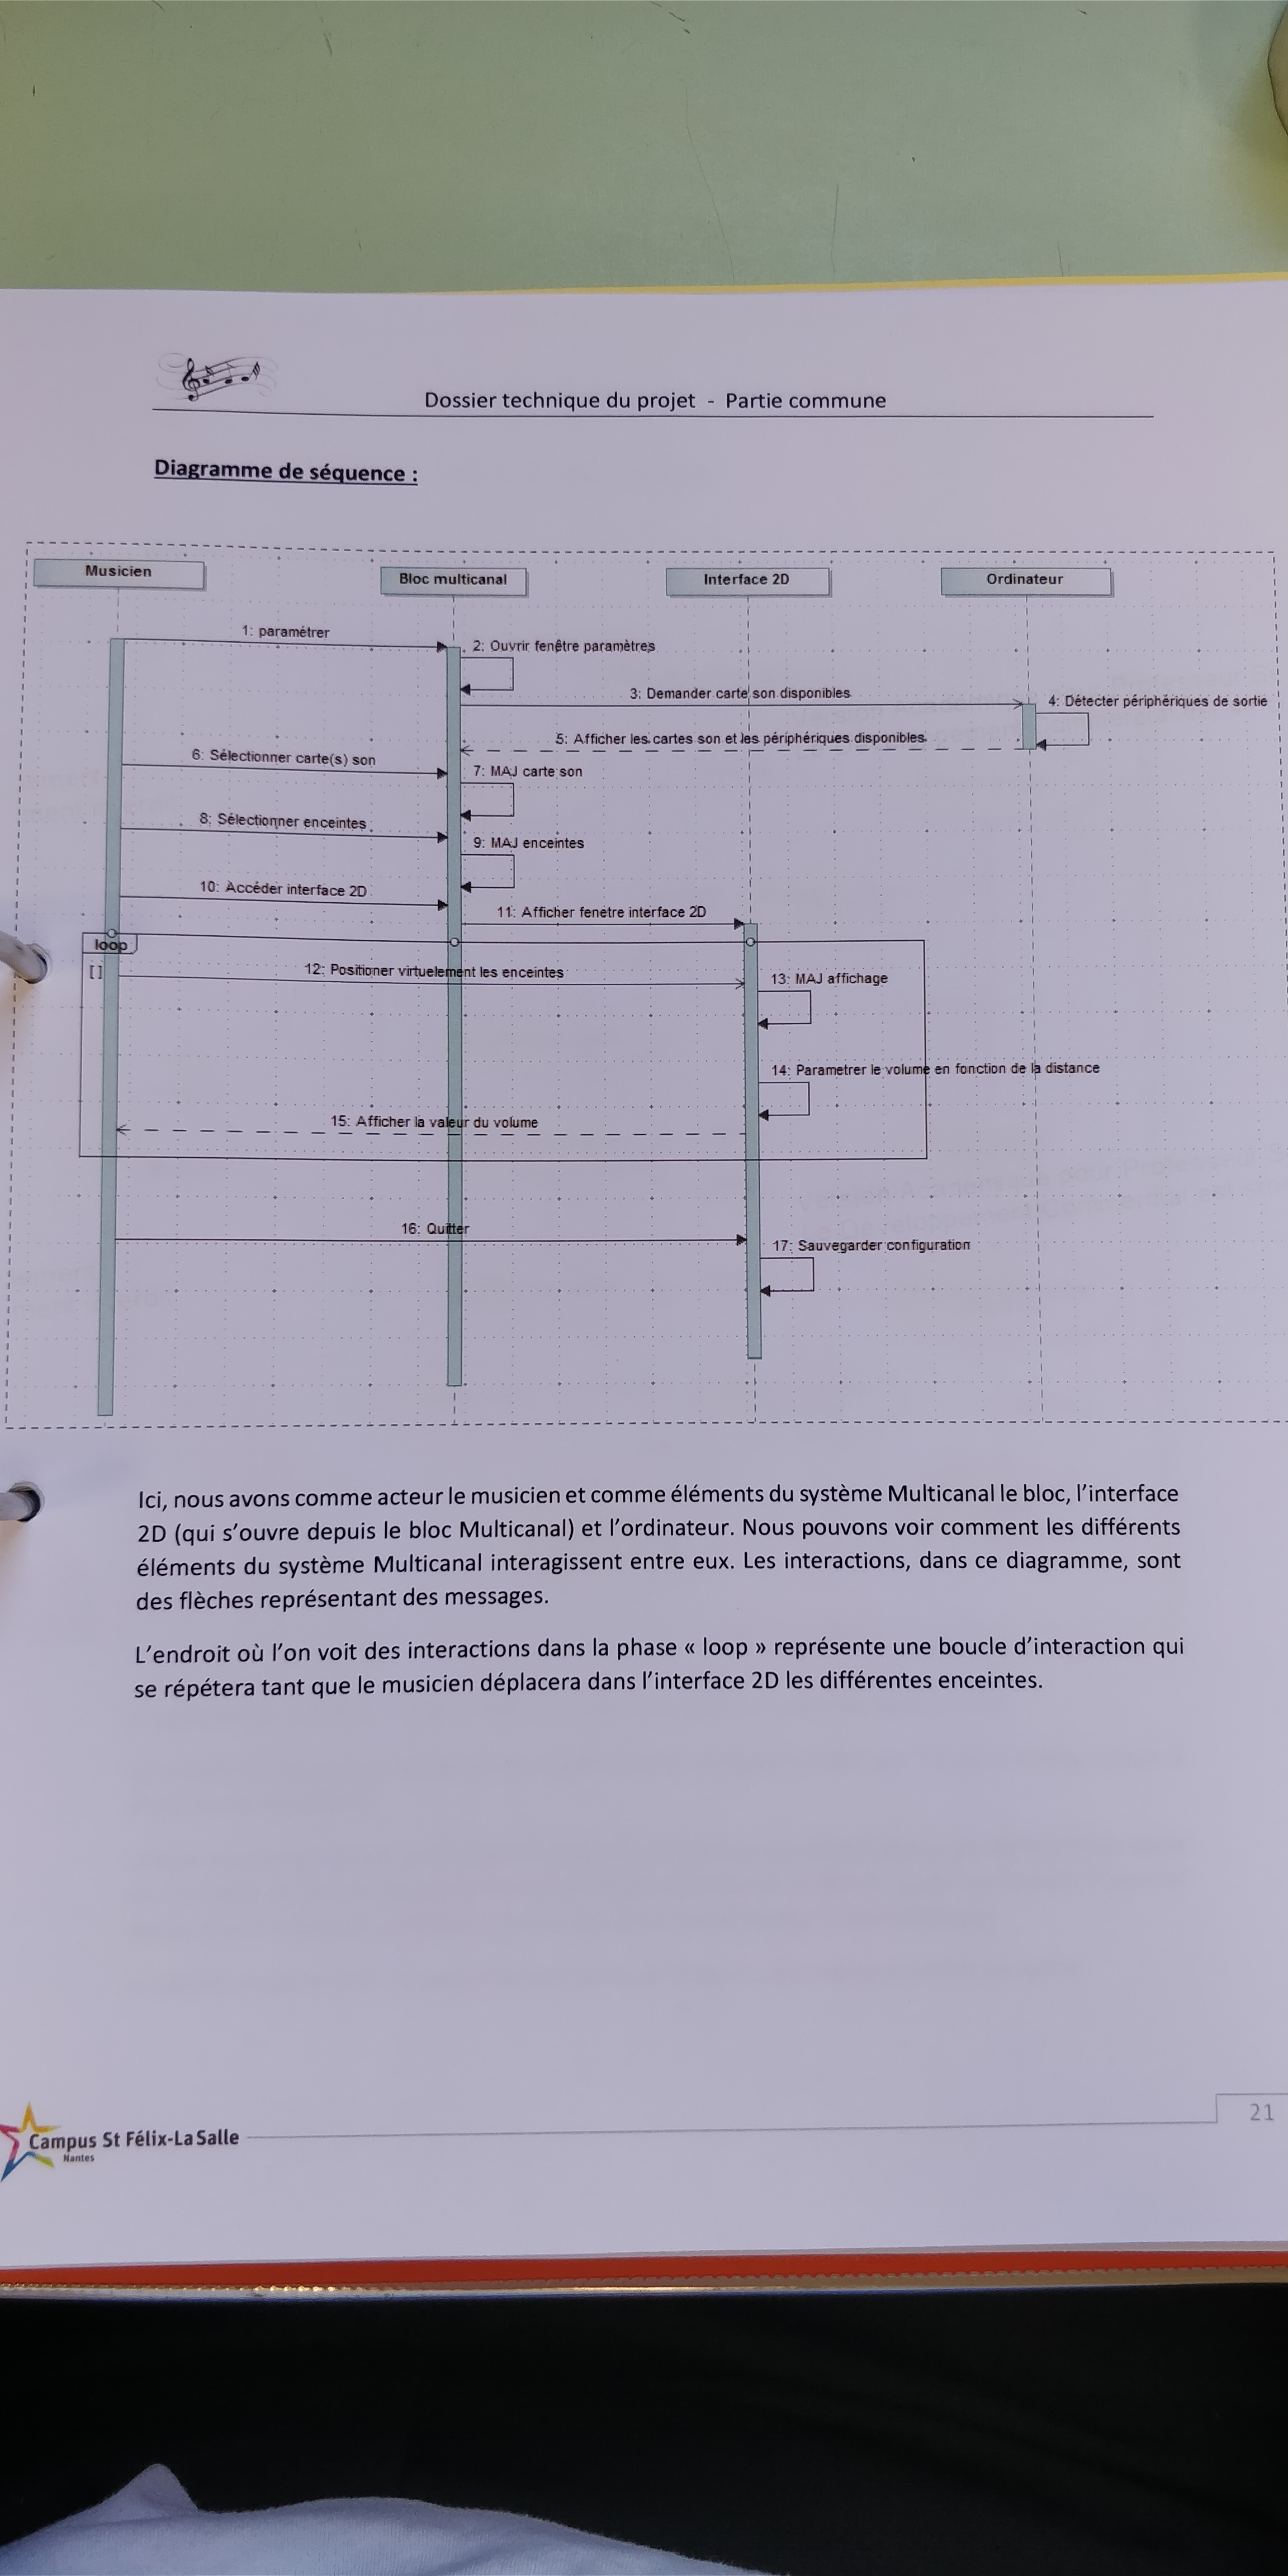 Dossier technique du projet - Partie commune
Diagramme de séquence :
Musicien
Bloc multicanal
Interface 2D
Ordinateur
1: paramétrer
2: Ouvrir fenêtre paramètres
3: Demander carte son disponibles
4: Détecter périphériques de sortie
5: Afficher les cartes son et les périphériques disponibles
6: Sélectionner carte(s) son
7: MAJ carte son
8: Sélectionner enceintes
9: MAJ enceintes
10: Accéder interface 2D
11: Afficher fenetre interface 2D
loop
[ ]
12: Positioner virtuelement les enceintes
13: MAJ affichage
14: Parametrer le volume en fonction de la distance
15: Afficher la valeur du volume
16: Quitter
17: Sauvegarder configuration
Ici, nous avons comme acteur le musicien et comme éléments du système Multicanal le bloc, l'interface
2D (qui s'ouvre depuis le bloc Multicanal) et l'ordinateur. Nous pouvons voir comment les différents
éléments du système Multicanal interagissent entre eux. Les interactions, dans ce diagramme, sont
des flèches représentant des messages.
L'endroit où l'on voit des interactions dans la phase « loop » représente une boucle d'interaction qui
se répétera tant que le musicien déplacera dans l'interface 2D les différentes enceintes.
21
Campus St Félix-La Salle
Nantes